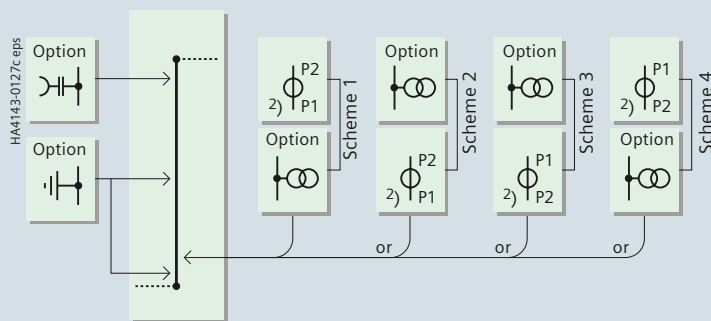 HA4143-0127c eps
Option
Option
P2
2) P1
Option
Scheme 1
Option
P2
2) P1
Scheme 2
Option
P1
2) P2
Scheme 3
P1
2) P2
Option
Scheme 4
or
or
or